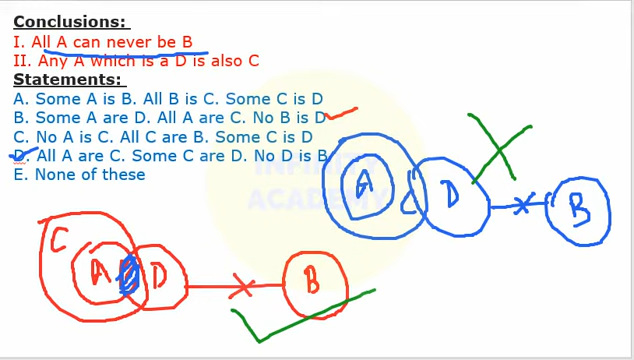 Conclusions:
I. All A can never be B
II. Any A which is a D is also C
Statements:
A. Some A is B. All B is C. Some C is D
B. Some A are D. All A are C. No B is D
C. No A is C. All C are B. Some C is D
D. All A are C. Some C are D. No D is B
E. None of these
INFINITY
ACADEMY
A
C
D
B
C
A
D
B